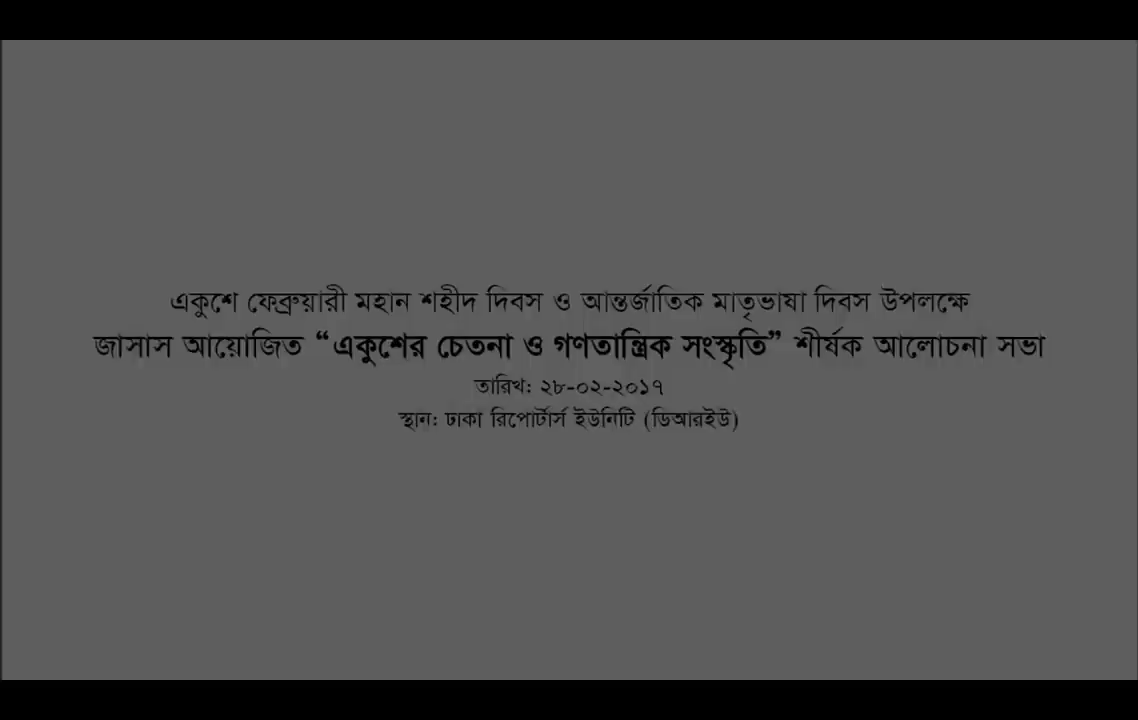 একুশে ফেব্রুয়ারী মহান শহীদ দিবস ও আন্তর্জাতিক মাতৃভাষা দিবস উপলক্ষে
জাসাস আয়োজিত “একুশের চেতনা ও গণতান্ত্রিক সংস্কৃতি” শীর্ষক আলোচনা সভা
তারিখ: ২৮-০২-২০১৭
স্থান: ঢাকা রিপোর্টার্স ইউনিটি (ডিআরইউ)